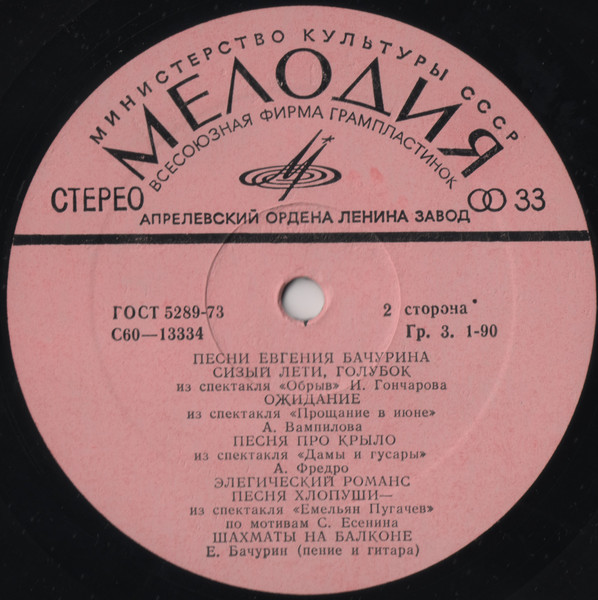 МИНИСТЕРСТВО КУЛЬТУРЫ СССР
МЕЛОДИЯ
ВСЕСОЮЗНАЯ ФИРМА ГРАМПЛАСТИНОК
СТЕРЕО
33
АПРЕЛЕВСКИЙ ОРДЕНА ЛЕНИНА ЗАВОД
ГОСТ 5289-73
2 сторона
С60—13334
Гр. 3. 1-90
ПЕСНИ ЕВГЕНИЯ БАЧУРИНА
СИЗЫЙ ЛЕТИ, ГОЛУБОК
из спектакля «Обрыв» И. Гончарова
ОЖИДАНИЕ
из спектакля «Прощание в июне»
А. Вампилова
ПЕСНЯ ПРО КРЫЛО
из спектакля «Дамы и гусары»
А. Фредро
ЭЛЕГИЧЕСКИЙ РОМАНС
ПЕСНЯ ХЛОПУШИ—
из спектакля «Емельян Пугачев»
по мотивам С. Есенина
ШАХМАТЫ НА БАЛКОНЕ
Е. Бачурин (пение и гитара)